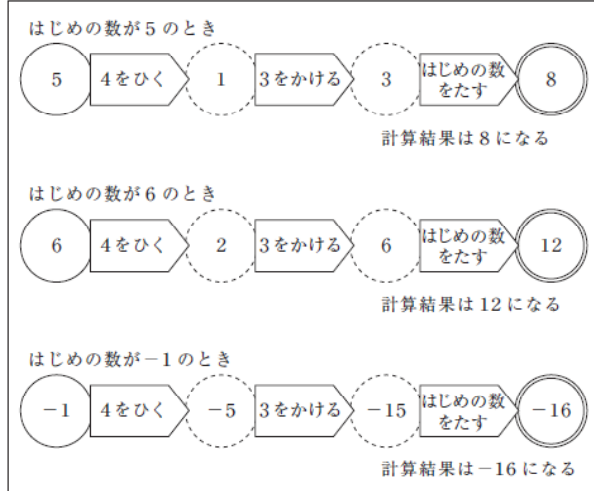 はじめの数が5のとき
5 4をひく 1 3をかける 3 はじめの数をたす 8
計算結果は8になる
はじめの数が6のとき
6 4をひく 2 3をかける 6 はじめの数をたす 12
計算結果は12になる
はじめの数が−1のとき
−1 4をひく −5 3をかける −15 はじめの数をたす −16
計算結果は−16になる